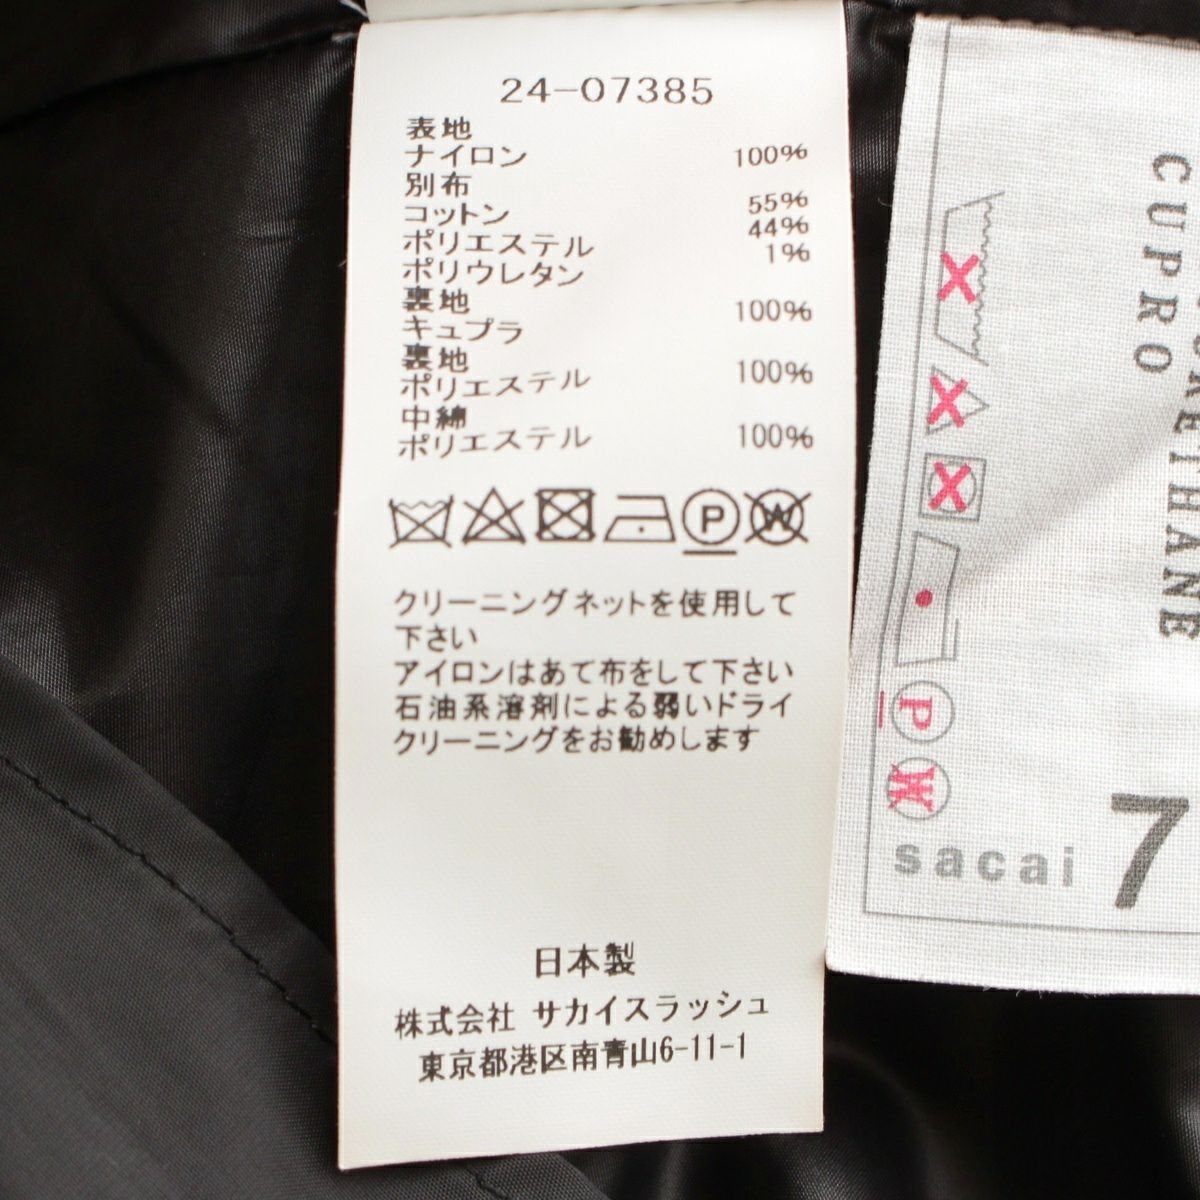 24-07385
表地
ナイロン 100%
別布
コットン 55%
ポリエステル 44%
ポリウレタン 1%
裏地
キュプラ 100%
裏地
ポリエステル 100%
中綿
ポリエステル 100%
P W
クリーニングネットを使用して
下さい
アイロンはあて布をして下さい
石油系溶剤による弱いドライ
クリーニングをお勧めします
日本製
株式会社 サカイスラッシュ
東京都港区南青山6-11-1
CUPRO
P
W
sacai
7